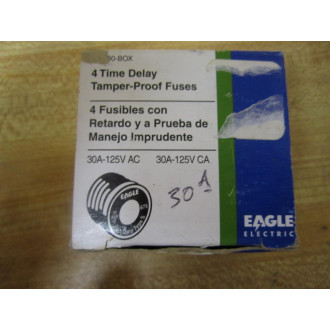 0-BOX
4 Time Delay
Tamper-Proof Fuses
4 Fusibles con
Retardo y a Prueba de
Manejo Imprudente
30A-125V AC 30A-125V CA
30 A
EAGLE
ELECTRIC